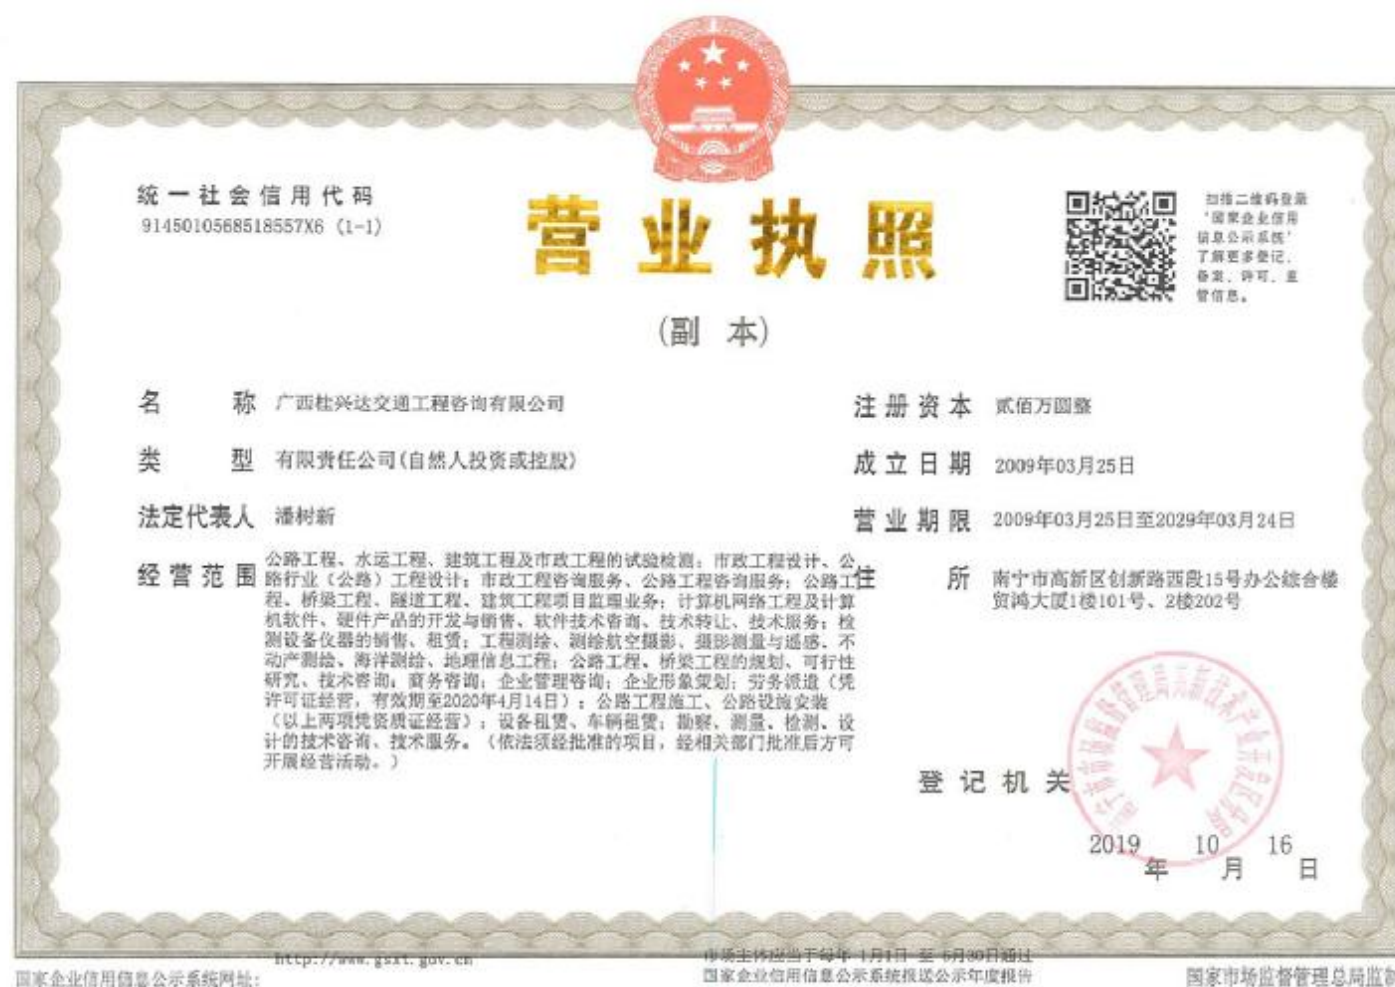 统一社会信用代码
9145010568518557X6 (1-1)
营业执照
(副 本)
扫描二维码登录
'国家企业信用
信息公示系统'
了解更多登记、
备案、许可、监
管信息。
名 称 广西桂兴达交通工程咨询有限公司
类 型 有限责任公司(自然人投资或控股)
法定代表人 潘树新
经营范围 公路工程、水运工程、建筑工程及市政工程的试验检测；市政工程设计、公
路行业（公路）工程设计；市政工程咨询服务、公路工程咨询服务；公路工
程、桥梁工程、隧道工程、建筑工程项目监理业务；计算机网络工程及计算
机软件、硬件产品的开发与销售、软件技术咨询、技术转让、技术服务；检
测设备仪器的销售、租赁；工程测绘、测绘航空摄影、摄影测量与遥感、不
动产测绘、海洋测绘、地理信息工程；公路工程、桥梁工程的规划、可行性
研究、技术咨询；商务咨询；企业管理咨询；企业形象策划；劳务派遣（凭
许可证经营，有效期至2020年4月14日）；公路工程施工、公路设施安装
（以上两项凭资质证经营）；设备租赁、车辆租赁；勘察、测量、检测、设
计的技术咨询、技术服务。（依法须经批准的项目，经相关部门批准后方可
开展经营活动。）
注册资本 贰佰万圆整
成立日期 2009年03月25日
营业期限 2009年03月25日至2029年03月24日
住 所 南宁市高新区创新路西段15号办公综合楼
贸鸿大厦1楼101号、2楼202号
登记机关
2019年10月16日
http://www.gsxt.gov.cn
国家企业信用信息公示系统网址:
市场主体应当于每年 1月1日 至 6月30日通过
国家企业信用信息公示系统报送公示年度报告
国家市场监督管理总局监制